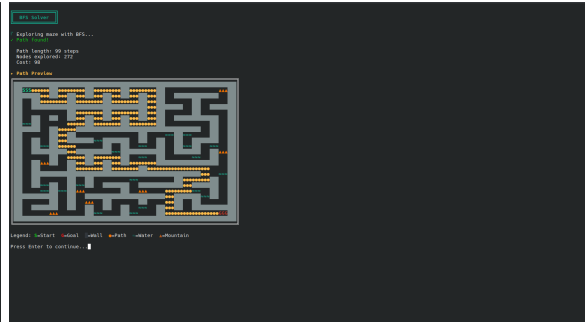 BFS Solver
Exploring maze with BFS...
Path found!
Path length: 99 steps
Nodes explored: 272
Cost: 98
Path Preview
SSS
Legend: S=Start G=Goal █=Wall ●=Path ~=Water ▲=Mountain
Press Enter to continue...